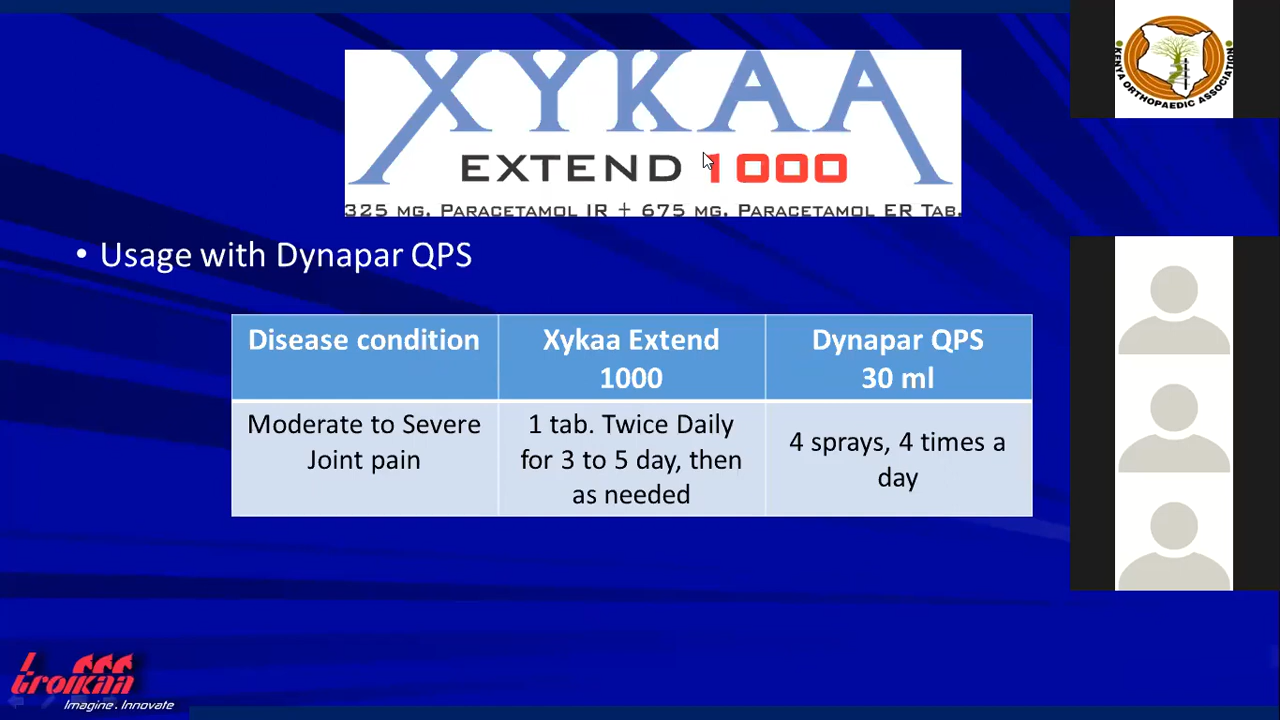 XYKAA
EXTEND 1000
325 MG. PARACETAMOL IR + 675 MG. PARACETAMOL ER TAB.
KENYA ORTHOPAEDIC ASSOCIATION
• Usage with Dynapar QPS
Disease condition
Xykaa Extend
1000
Dynapar QPS
30 ml
Moderate to Severe
Joint pain
1 tab. Twice Daily
for 3 to 5 day, then
as needed
4 sprays, 4 times a
day
troikaa
Imagine. Innovate